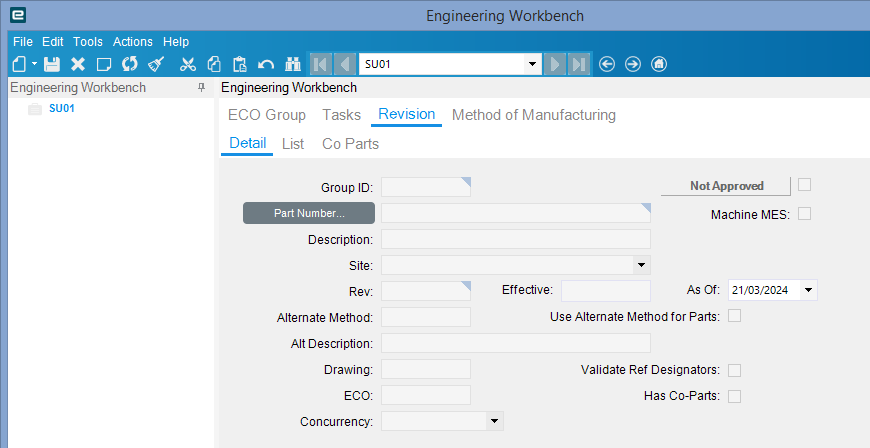 Engineering Workbench
File Edit Tools Actions Help
SU01
Engineering Workbench
SU01
Engineering Workbench
ECO Group Tasks Revision Method of Manufacturing
Detail List Co Parts
Group ID: Not Approved
Part Number... Machine MES:
Description:
Site:
Rev: Effective: As Of: 21/03/2024
Alternate Method: Use Alternate Method for Parts:
Alt Description:
Drawing: Validate Ref Designators:
ECO: Has Co-Parts:
Concurrency: